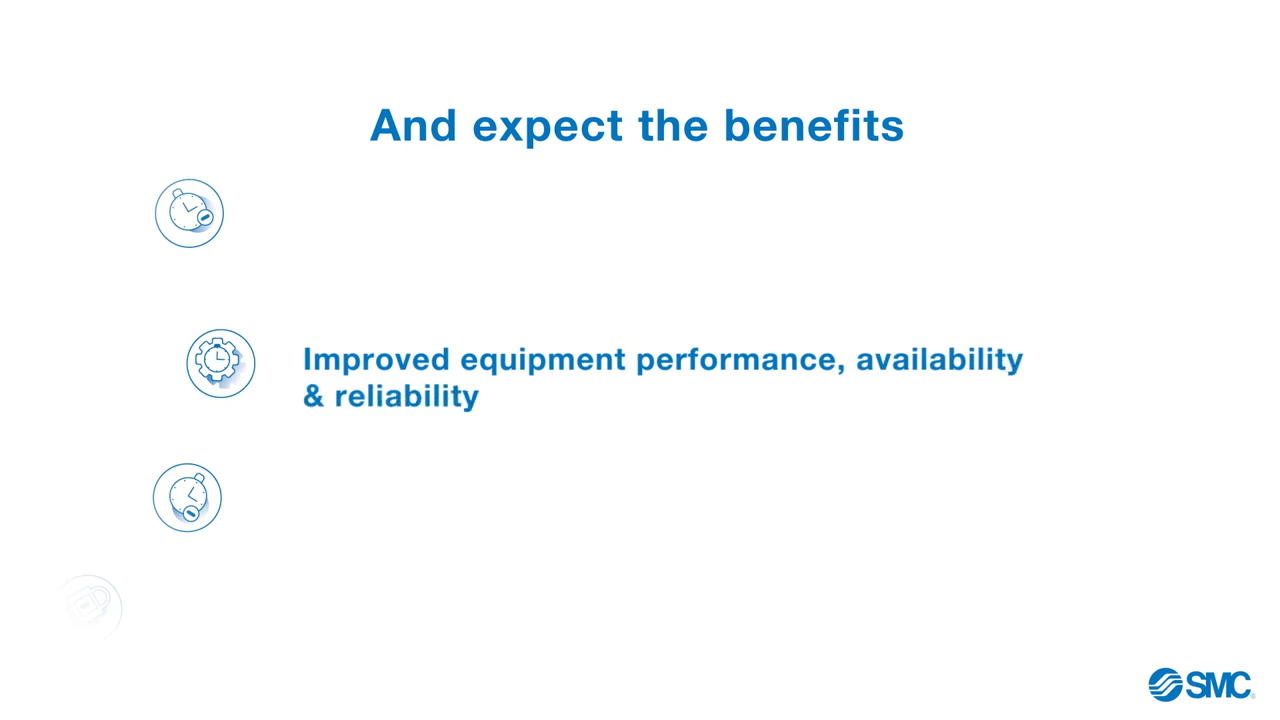 And expect the benefits
Improved equipment performance, availability
& reliability
SMC